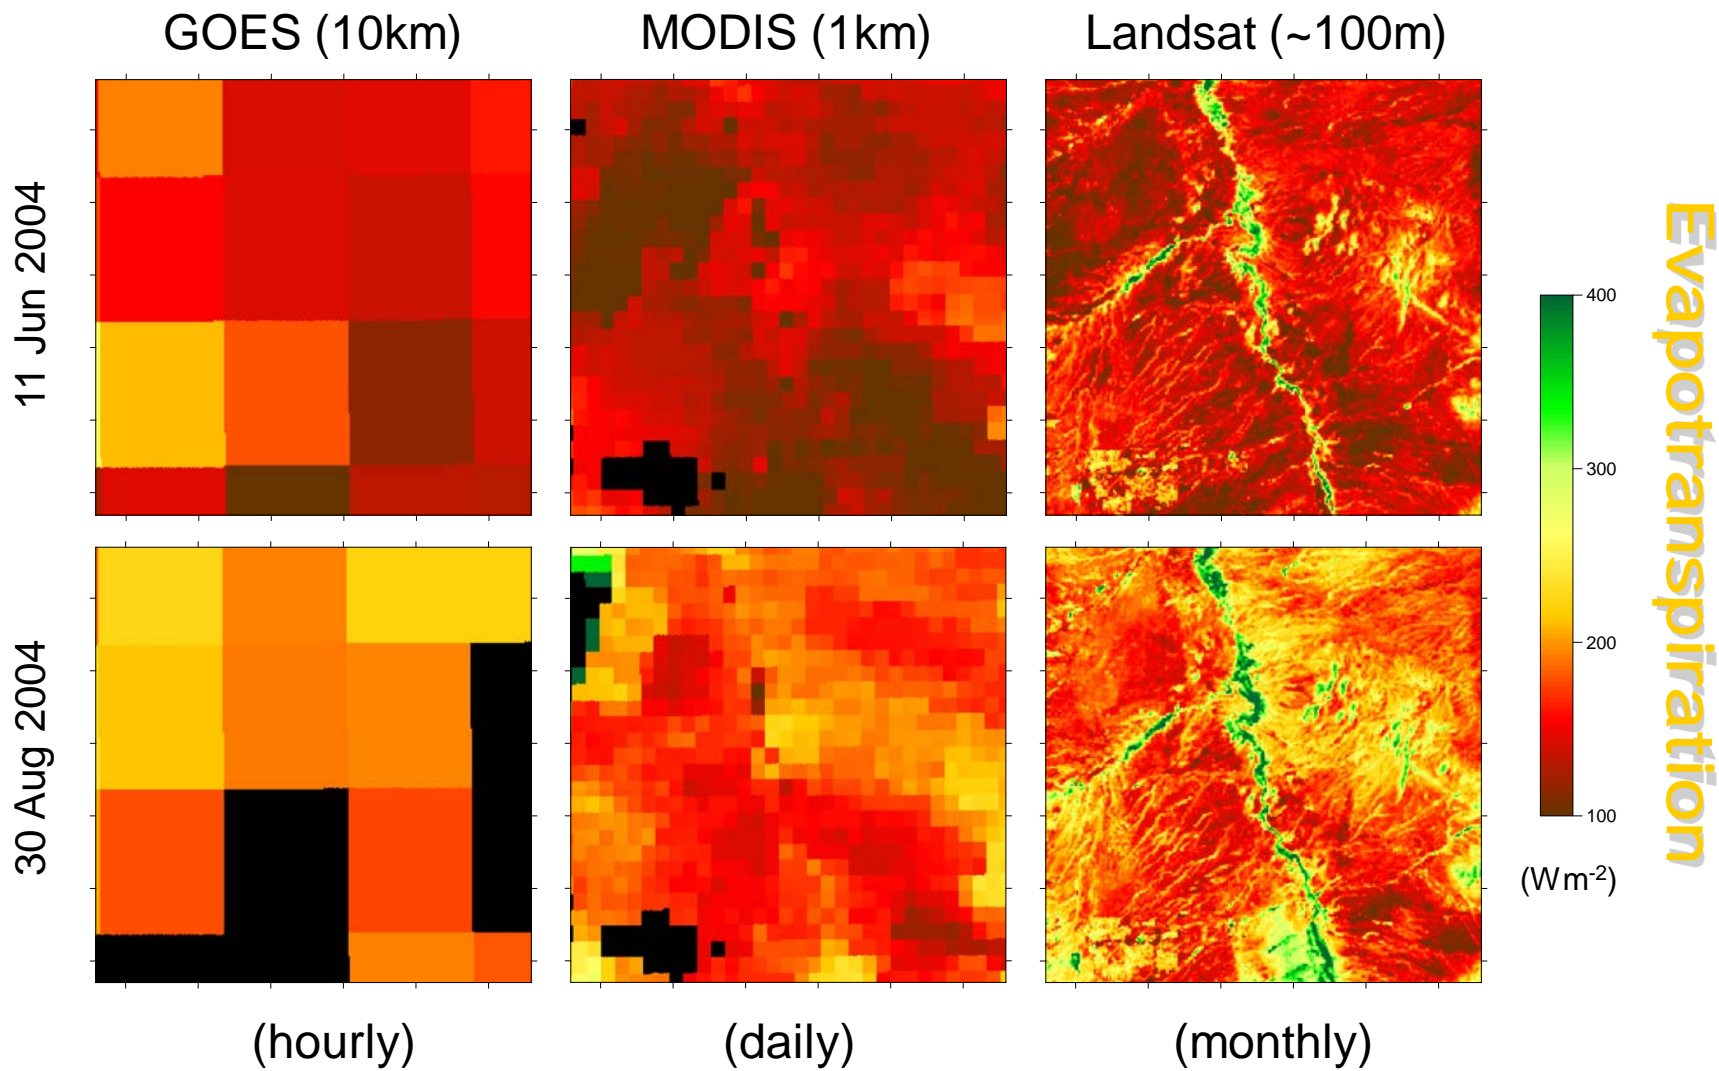 GOES (10km)
MODIS (1km)
Landsat (~100m)
11 Jun 2004
30 Aug 2004
400
300
200
100
(Wm-2)
Evapotranspiration
(hourly)
(daily)
(monthly)